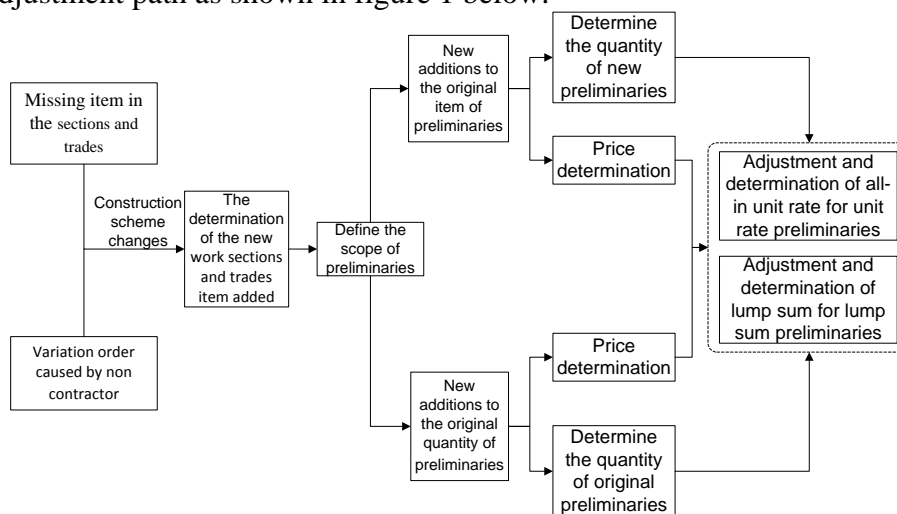 adjustment path as shown in figure 1 below:
Missing item in
the sections and
trades
Construction
scheme
changes
Variation order
caused by non
contractor
The
determination
of the new
work sections
and trades
item added
Define the
scope of
preliminaries
New
additions to
the original
item of
preliminaries
New
additions to
the original
quantity of
preliminaries
Determine
the quantity
of new
preliminaries
Price
determination
Price
determination
Determine
the quantity
of original
preliminaries
Adjustment and
determination of all-
in unit rate for unit
rate preliminaries
Adjustment and
determination of
lump sum for lump
sum preliminaries